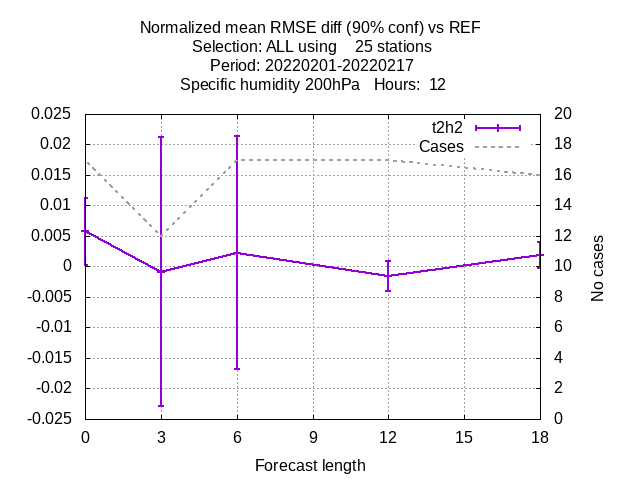 Normalized mean RMSE diff (90% conf) vs REF
Selection: ALL using    25 stations
Period: 20220201-20220217
Specific humidity 200hPa   Hours:  12
0.025
0.02
0.015
0.01
0.005
0
-0.005
-0.01
-0.015
-0.02
-0.025
t2h2
Cases
20
18
16
14
12
10
8
6
4
2
0
No cases
0 3 6 9 12 15 18
Forecast length